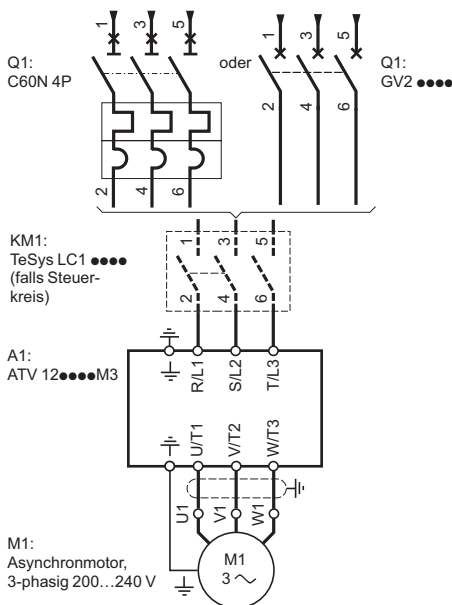 1 3 5
Q1:
C60N 4P
2 4 6
oder
1 3 5
Q1:
GV2 ●●●●
2 4 6
KM1:
TeSys LC1 ●●●●
(falls Steuer-
kreis)
1 3 5
2 4 6
A1:
ATV 12●●●●M3
R/L1 S/L2 T/L3
U/T1 V/T2 W/T3
U1 V1 W1
M1:
Asynchronmotor,
3-phasig 200...240 V
M1
3 ~